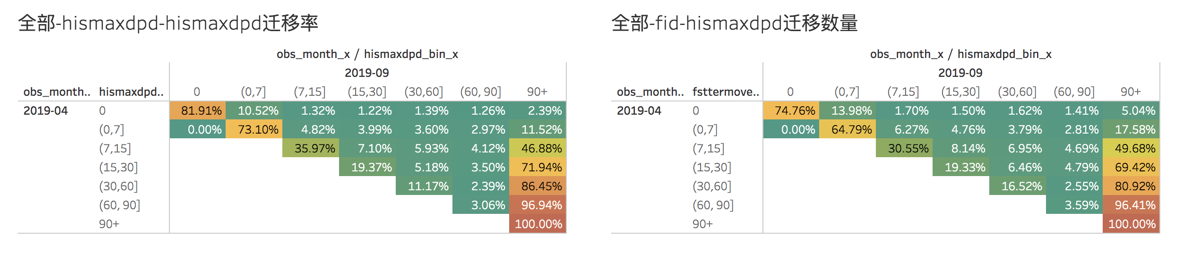 全部-hismaxdpd-hismaxdpd迁移率
obs_month_x / hismaxdpd_bin_x
2019-09
obs_month.. hismaxdpd.. 0 (0,7] (7,15] (15,30] (30,60] (60, 90] 90+
2019-04 0 81.91% 10.52% 1.32% 1.22% 1.39% 1.26% 2.39%
(0,7] 0.00% 73.10% 4.82% 3.99% 3.60% 2.97% 11.52%
(7,15] 35.97% 7.10% 5.93% 4.12% 46.88%
(15,30] 19.37% 5.18% 3.50% 71.94%
(30,60] 11.17% 2.39% 86.45%
(60, 90] 3.06% 96.94%
90+ 100.00%
全部-fid-hismaxdpd迁移数量
obs_month_x / hismaxdpd_bin_x
2019-09
obs_month.. fsttermove.. 0 (0,7] (7,15] (15,30] (30,60] (60, 90] 90+
2019-04 0 74.76% 13.98% 1.70% 1.50% 1.62% 1.41% 5.04%
(0,7] 0.00% 64.79% 6.27% 4.76% 3.79% 2.81% 17.58%
(7,15] 30.55% 8.14% 6.95% 4.69% 49.68%
(15,30] 19.33% 6.46% 4.79% 69.42%
(30,60] 16.52% 2.55% 80.92%
(60, 90] 3.59% 96.41%
90+ 100.00%